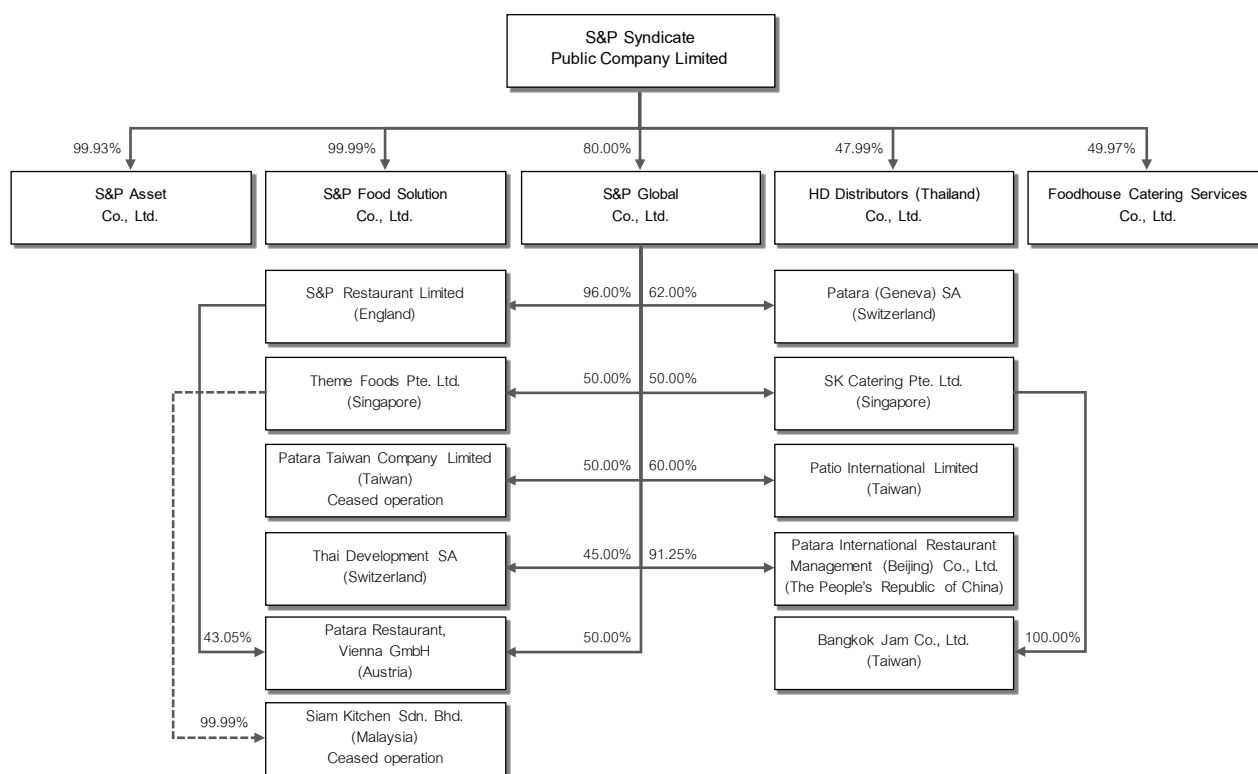 S&P Syndicate
Public Company Limited
99.93%
99.99%
80.00%
47.99%
49.97%
S&P Asset
Co., Ltd.
S&P Food Solution
Co., Ltd.
S&P Global
Co., Ltd.
HD Distributors (Thailand)
Co., Ltd.
Foodhouse Catering Services
Co., Ltd.
S&P Restaurant Limited
(England)
96.00%
62.00%
Patara (Geneva) SA
(Switzerland)
Theme Foods Pte. Ltd.
(Singapore)
50.00%
50.00%
SK Catering Pte. Ltd.
(Singapore)
Patara Taiwan Company Limited
(Taiwan)
Ceased operation
50.00%
60.00%
Patio International Limited
(Taiwan)
Thai Development SA
(Switzerland)
45.00%
91.25%
Patara International Restaurant
Management (Beijing) Co., Ltd.
(The People's Republic of China)
43.05%
Patara Restaurant,
Vienna GmbH
(Austria)
50.00%
Bangkok Jam Co., Ltd.
(Taiwan)
100.00%
99.99%
Siam Kitchen Sdn. Bhd.
(Malaysia)
Ceased operation